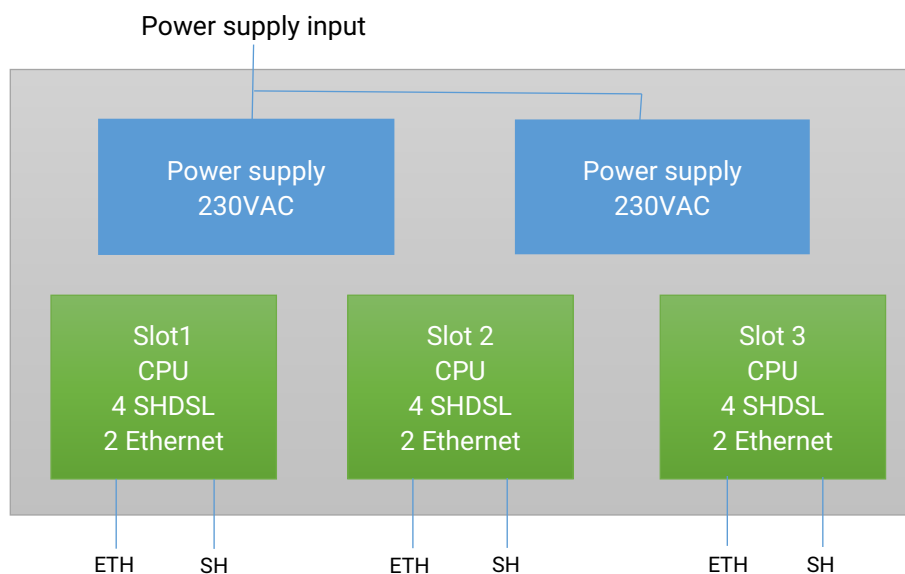 Power supply input
Power supply
230VAC
Power supply
230VAC
Slot1
CPU
4 SHDSL
2 Ethernet
Slot 2
CPU
4 SHDSL
2 Ethernet
Slot 3
CPU
4 SHDSL
2 Ethernet
ETH
SH
ETH
SH
ETH
SH